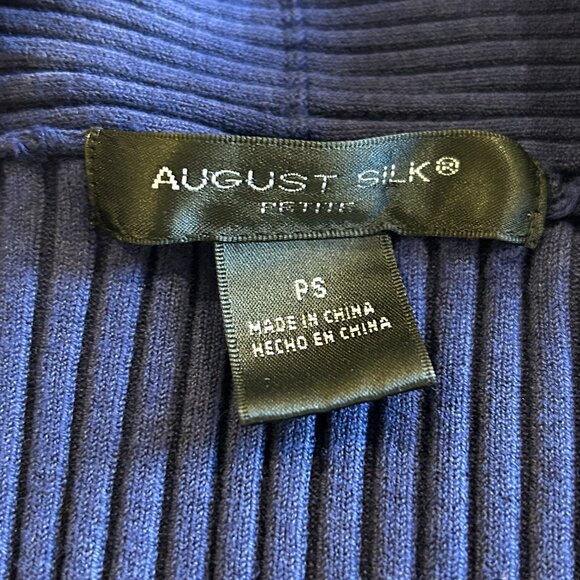 AUGUST SILK®
PETITE
PS
MADE IN CHINA
HECHO EN CHINA